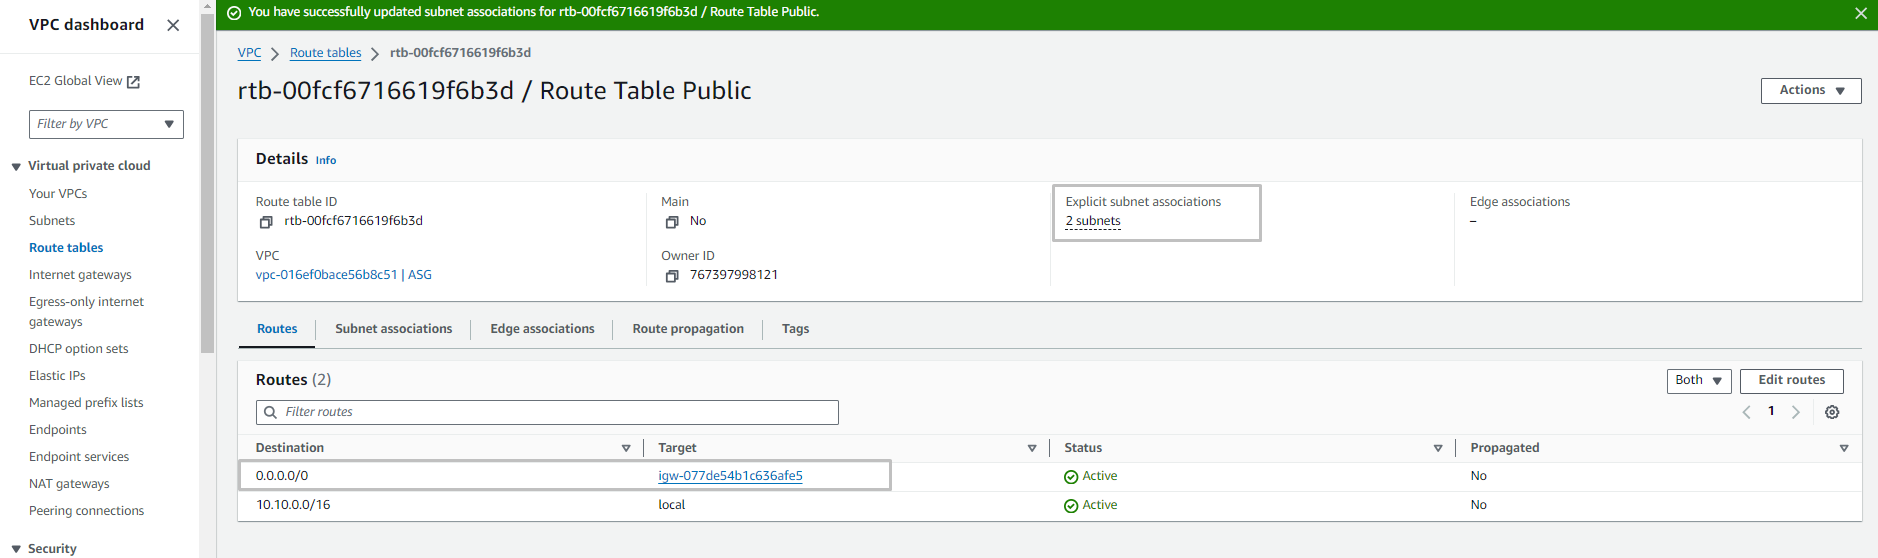 You have successfully updated subnet associations for rtb-00fcf6716619f6b3d / Route Table Public.
VPC dashboard
EC2 Global View
Filter by VPC
Virtual private cloud
Your VPCs
Subnets
Route tables
Internet gateways
Egress-only internet
gateways
DHCP option sets
Elastic IPs
Managed prefix lists
Endpoints
Endpoint services
NAT gateways
Peering connections
Security
VPC > Route tables > rtb-00fcf6716619f6b3d
rtb-00fcf6716619f6b3d / Route Table Public
Actions
Details Info
Route table ID
rtb-00fcf6716619f6b3d
Main
No
Explicit subnet associations
2 subnets
Edge associations
–
VPC
vpc-016ef0bace56b8c51 | ASG
Owner ID
767397998121
Routes Subnet associations Edge associations Route propagation Tags
Routes (2)
Both Edit routes
Filter routes
1
Destination Target Status Propagated
0.0.0.0/0 igw-077de54b1c636afe5 Active No
10.10.0.0/16 local Active No